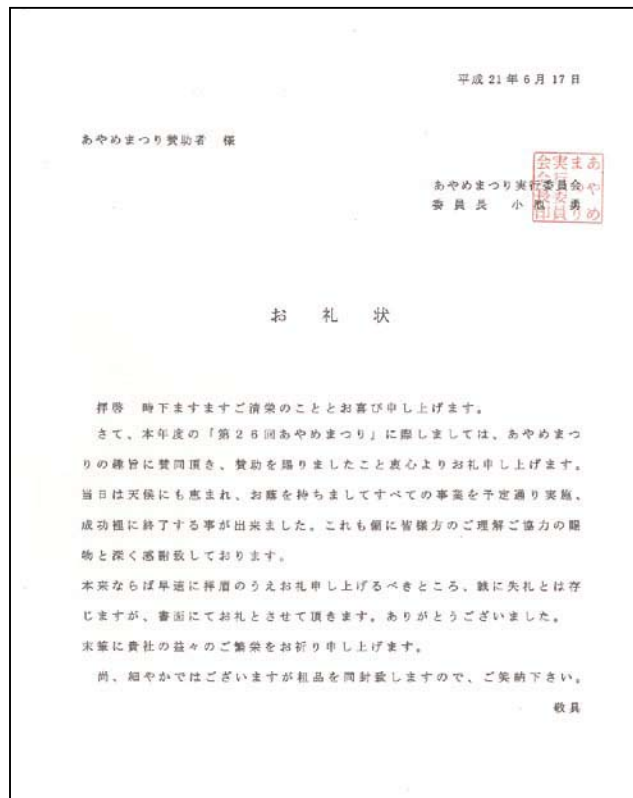 平成21年6月17日
あやめまつり賛助者　様
あやめまつり実行委員会
委員長　小池　勇
あやめ
まつり
実行委員
会会長印
お　礼　状
拝啓　時下ますますご清栄のこととお喜び申し上げます。
さて、本年度の「第２６回あやめまつり」に際しましては、あやめまつ
りの趣旨に賛同頂き、賛助を賜りましたこと衷心よりお礼申し上げます。
当日は天候にも恵まれ、お蔭を持ちましてすべての事業を予定通り実施、
成功裡に終了する事が出来ました。これも偏に皆様方のご理解ご協力の賜
物と深く感謝致しております。
本来ならば早速に拝眉のうえお礼申し上げるべきところ、誠に失礼とは存
じますが、書面にてお礼とさせて頂きます。ありがとうございました。
末筆に貴社の益々のご繁栄をお祈り申し上げます。
尚、細やかではございますが粗品を同封致しますので、ご笑納下さい。
敬具